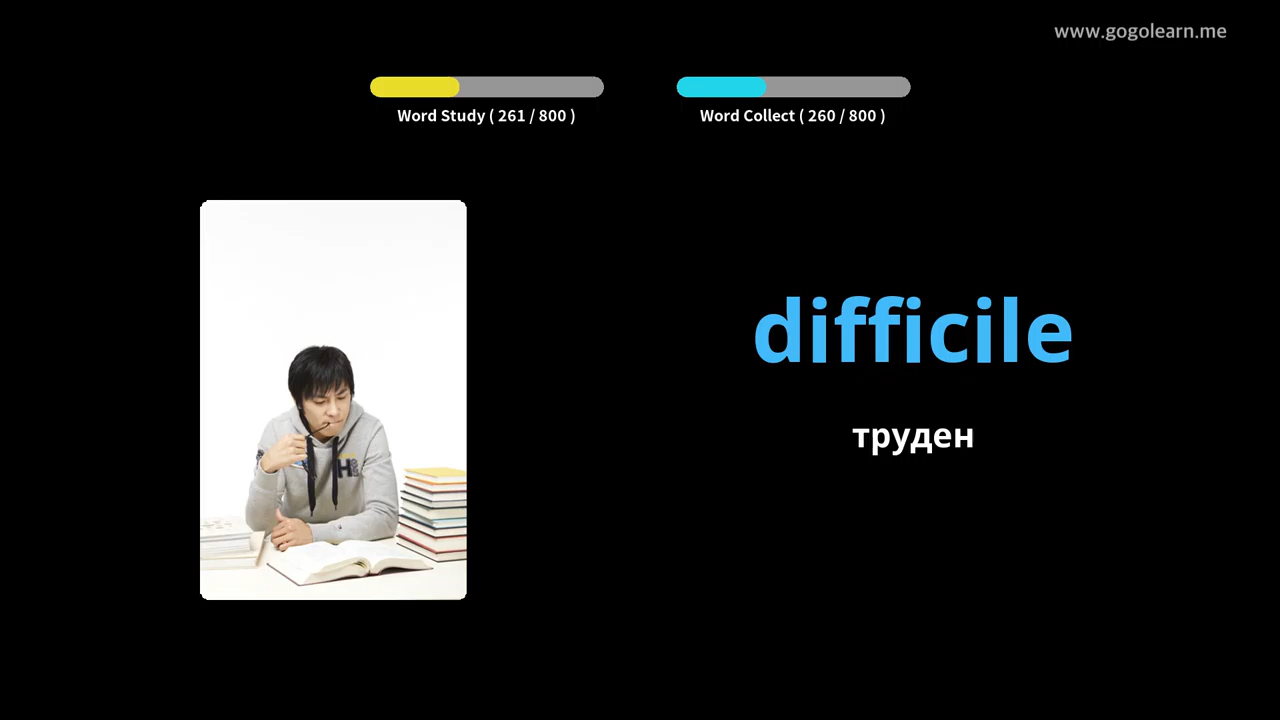 www.gogolearn.me
Word Study ( 261 / 800 )
Word Collect ( 260 / 800 )
difficile
труден
H